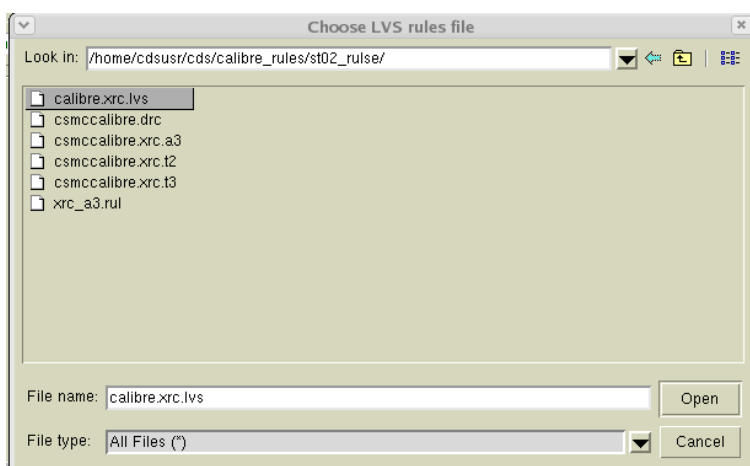 Choose LVS rules file
Look in: /home/cdsusr/cds/calibre_rules/st02_rulse/
calibre.xrc.lvs
csmccalibre.drc
csmccalibre.xrc.a3
csmccalibre.xrc.t2
csmccalibre.xrc.t3
xrc_a3.rul
File name: calibre.xrc.lvs Open
File type: All Files (*) Cancel